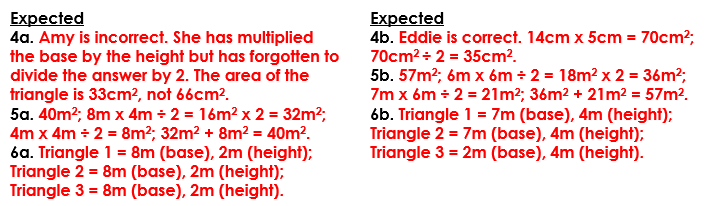 Expected
4a. Amy is incorrect. She has multiplied
the base by the height but has forgotten to
divide the answer by 2. The area of the
triangle is 33cm², not 66cm².
5a. 40m²; 8m x 4m ÷ 2 = 16m² x 2 = 32m²;
4m x 4m ÷ 2 = 8m²; 32m² + 8m² = 40m².
6a. Triangle 1 = 8m (base), 2m (height);
Triangle 2 = 8m (base), 2m (height);
Triangle 3 = 8m (base), 2m (height).
Expected
4b. Eddie is correct. 14cm x 5cm = 70cm²;
70cm² ÷ 2 = 35cm².
5b. 57m²; 6m x 6m ÷ 2 = 18m² x 2 = 36m²;
7m x 6m ÷ 2 = 21m²; 36m² + 21m² = 57m².
6b. Triangle 1 = 7m (base), 4m (height);
Triangle 2 = 7m (base), 4m (height);
Triangle 3 = 2m (base), 4m (height).